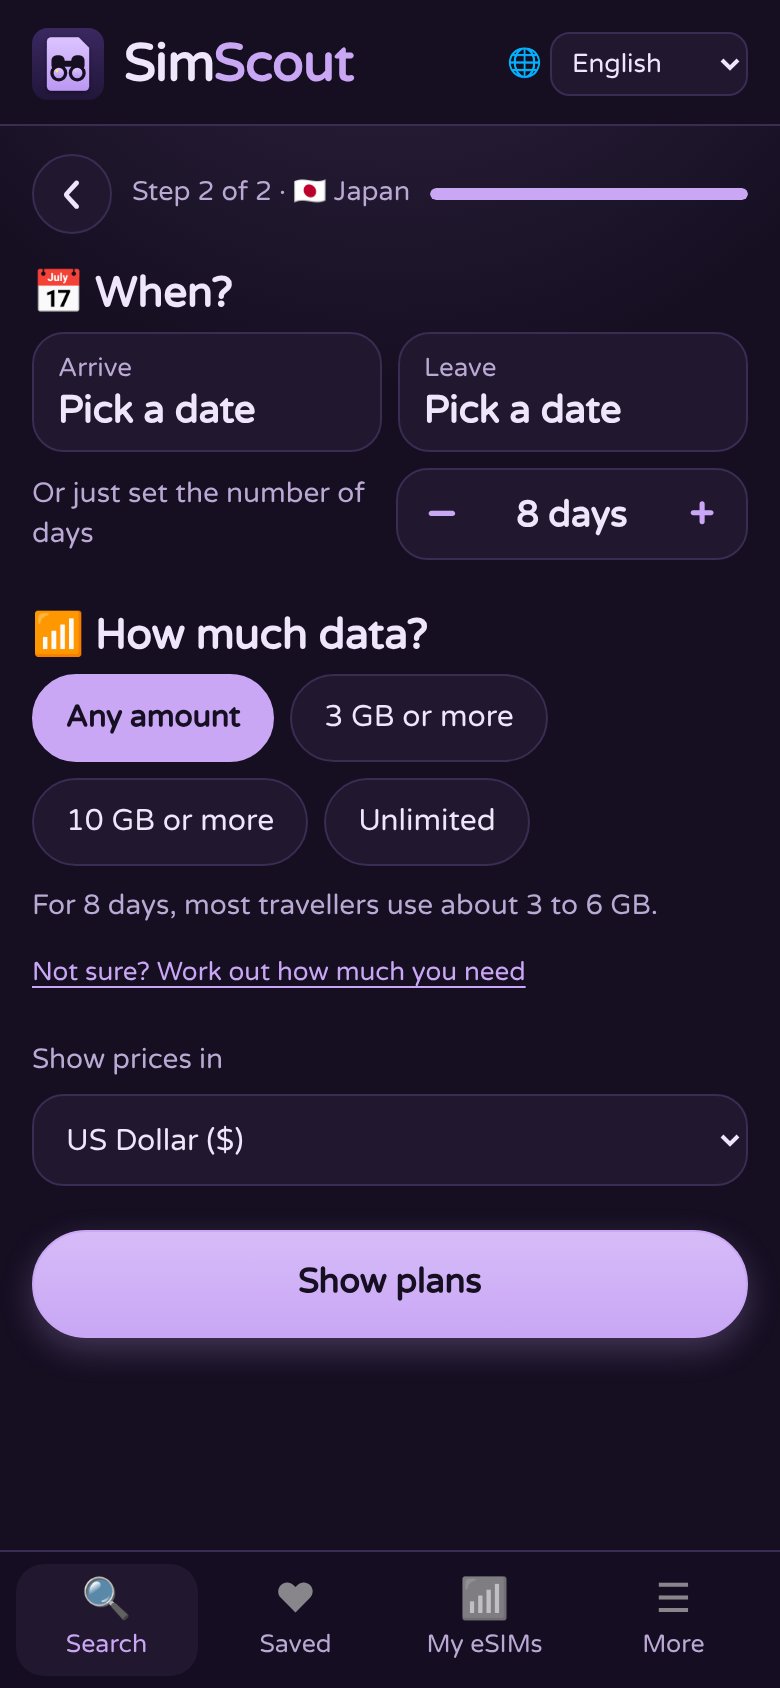 SimScout
English
Step 2 of 2 · Japan
July
17
When?
Arrive
Pick a date
Leave
Pick a date
Or just set the number of
days
− 8 days +
How much data?
Any amount
3 GB or more
10 GB or more
Unlimited
For 8 days, most travellers use about 3 to 6 GB.
Not sure? Work out how much you need
Show prices in
US Dollar ($)
Show plans
Search
Saved
My eSIMs
More